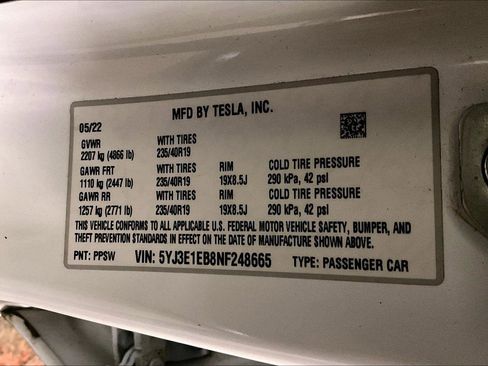 MFD BY TESLA, INC.
05/22
GVWR WITH TIRES
2207 kg (4866 lb) 235/40R19
GAWR FRT WITH TIRES RIM COLD TIRE PRESSURE
1110 kg (2447 lb) 235/40R19 19X8.5J 290 kPa, 42 psi
GAWR RR WITH TIRES RIM COLD TIRE PRESSURE
1257 kg (2771 lb) 235/40R19 19X8.5J 290 kPa, 42 psi
THIS VEHICLE CONFORMS TO ALL APPLICABLE U.S. FEDERAL MOTOR VEHICLE SAFETY, BUMPER, AND
THEFT PREVENTION STANDARDS IN EFFECT ON THE DATE OF MANUFACTURE SHOWN ABOVE.
PNT: PPSW VIN: 5YJ3E1EB8NF248665 TYPE: PASSENGER CAR